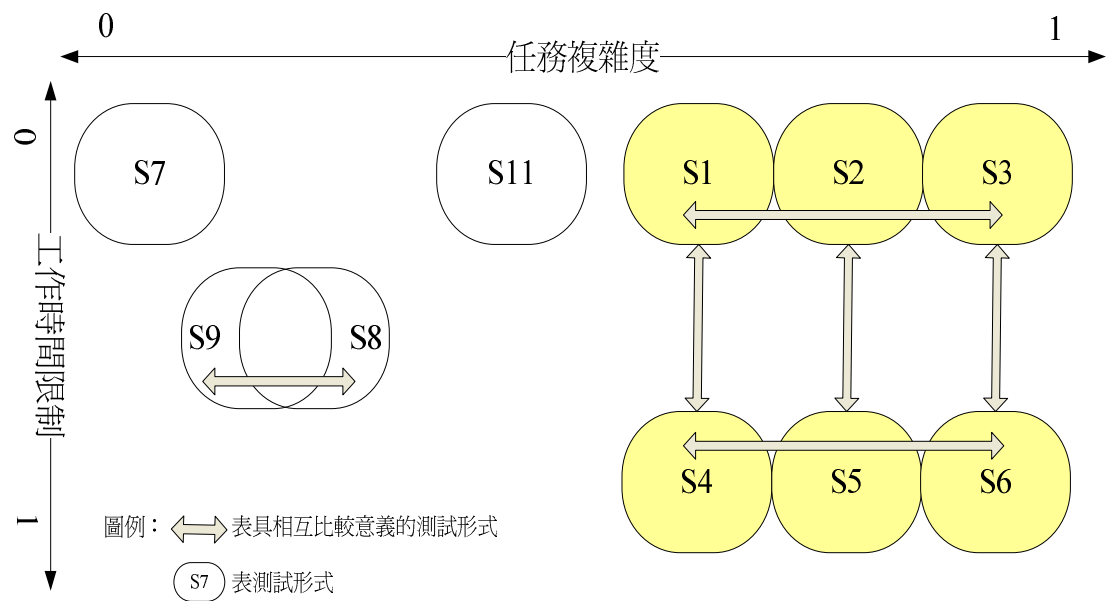 0
1
任務複雜度
0
工作時間限制
1
S7
S11
S1
S2
S3
S9
S8
S4
S5
S6
圖例：
表具相互比較意義的測試形式
S7
表測試形式